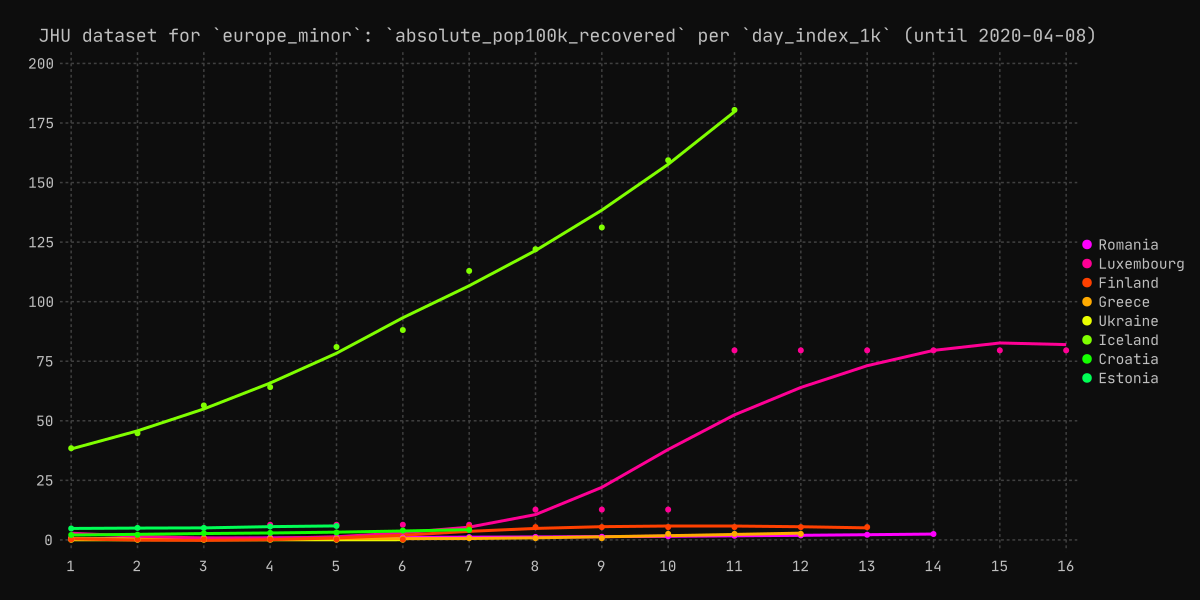 JHU dataset for `europe_minor`: `absolute_pop100k_recovered` per `day_index_1k` (until 2020-04-08)
200
175
150
125
100
75
50
25
0
1 2 3 4 5 6 7 8 9 10 11 12 13 14 15 16
Romania
Luxembourg
Finland
Greece
Ukraine
Iceland
Croatia
Estonia